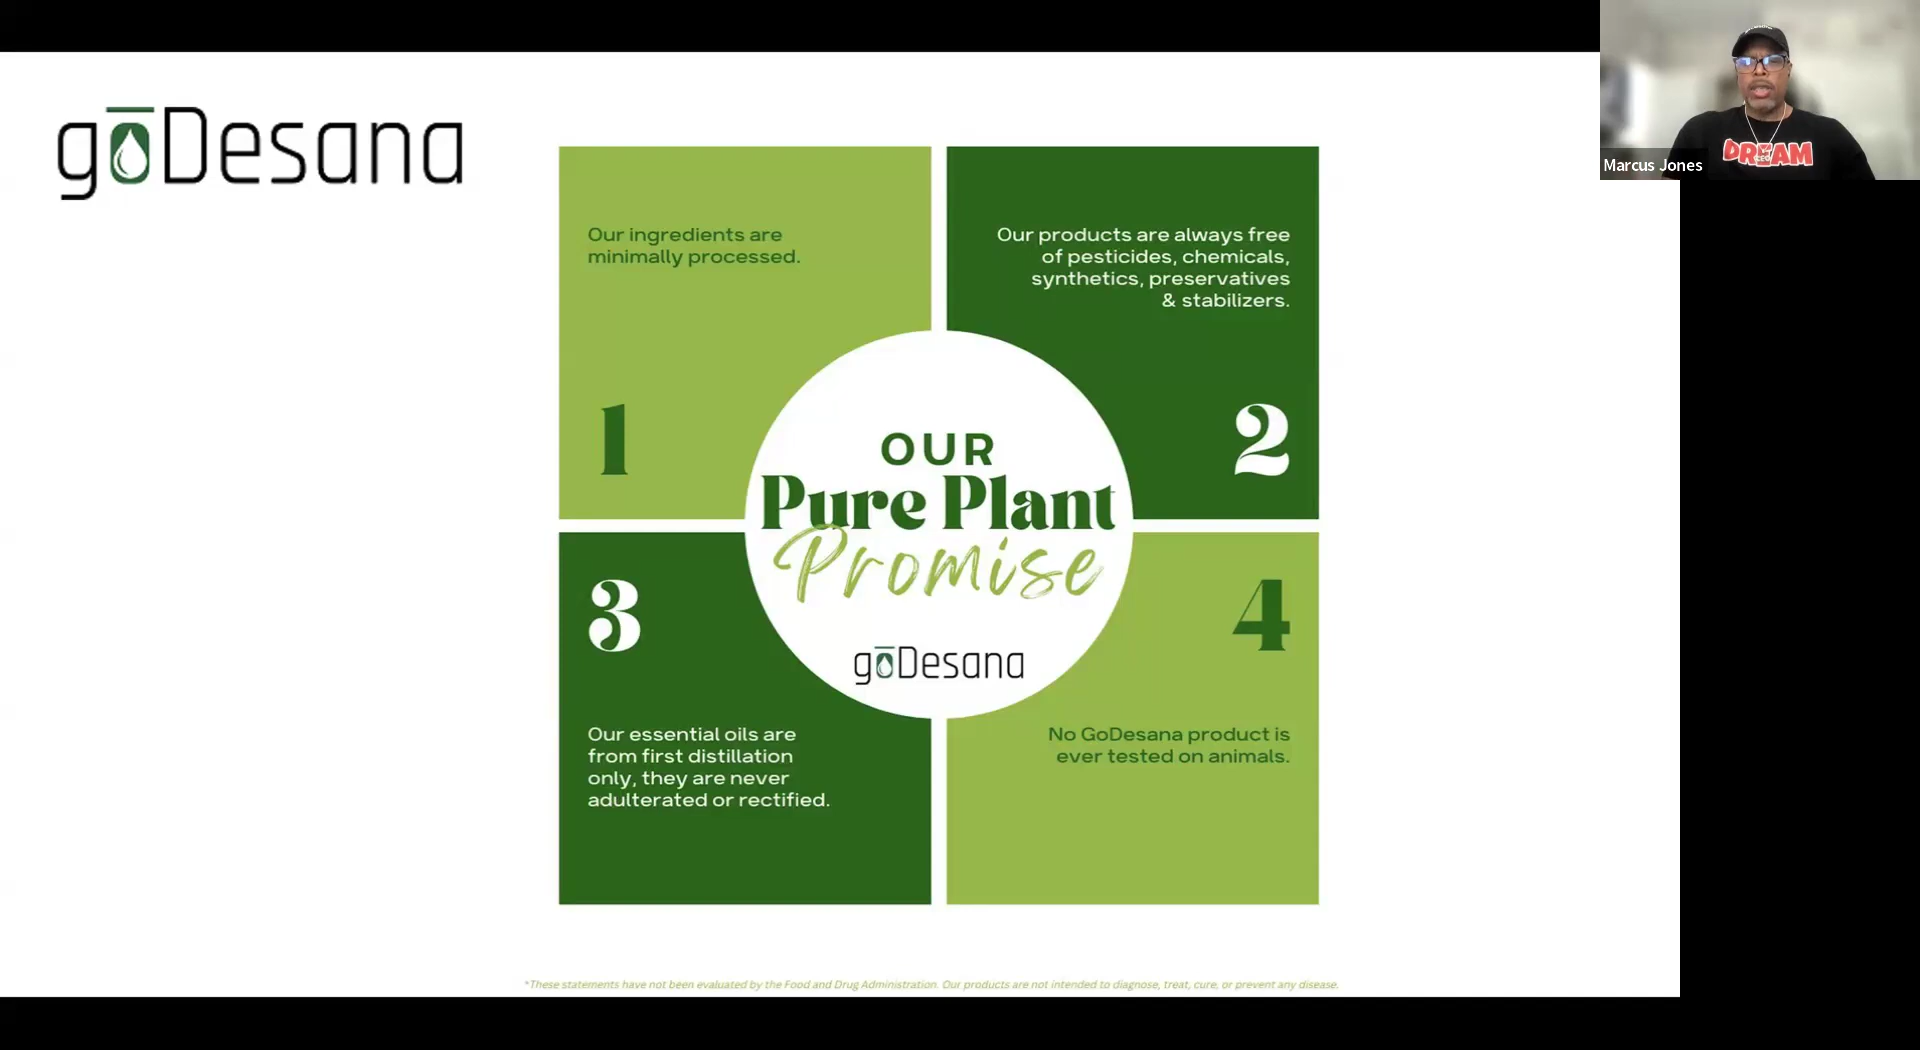 gōDesana
Marcus Jones
DREAM
CEO
Our ingredients are
minimally processed.
1
Our products are always free
of pesticides, chemicals,
synthetics, preservatives
& stabilizers.
2
OUR
Pure Plant
Promise
gōDesana
3
Our essential oils are
from first distillation
only, they are never
adulterated or rectified.
4
No GoDesana product is
ever tested on animals.
*These statements have not been evaluated by the Food and Drug Administration. Our products are not intended to diagnose, treat, cure, or prevent any disease.